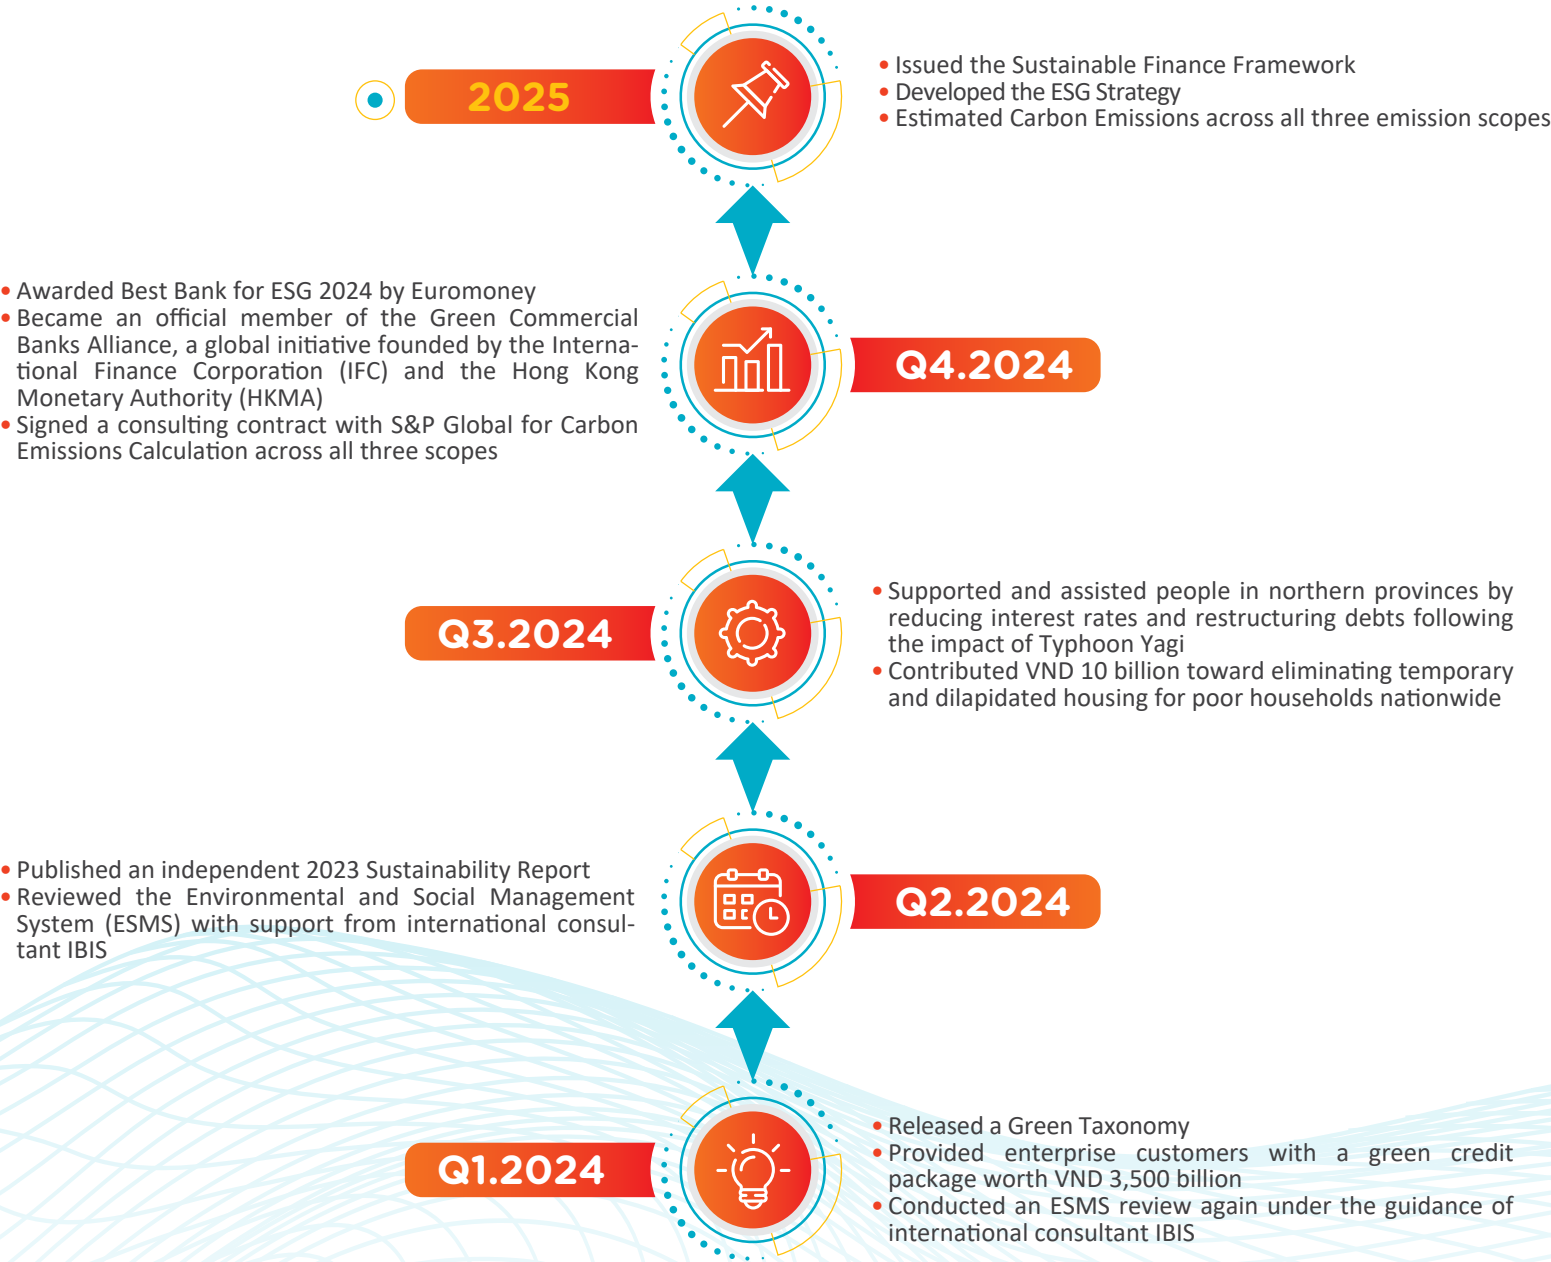 2025
• Issued the Sustainable Finance Framework
• Developed the ESG Strategy
• Estimated Carbon Emissions across all three emission scopes
• Awarded Best Bank for ESG 2024 by Euromoney
• Became an official member of the Green Commercial
Banks Alliance, a global initiative founded by the Interna-
tional Finance Corporation (IFC) and the Hong Kong
Monetary Authority (HKMA)
• Signed a consulting contract with S&P Global for Carbon
Emissions Calculation across all three scopes
Q4.2024
Q3.2024
• Supported and assisted people in northern provinces by
reducing interest rates and restructuring debts following
the impact of Typhoon Yagi
• Contributed VND 10 billion toward eliminating temporary
and dilapidated housing for poor households nationwide
• Published an independent 2023 Sustainability Report
• Reviewed the Environmental and Social Management
System (ESMS) with support from international consul-
tant IBIS
Q2.2024
Q1.2024
• Released a Green Taxonomy
• Provided enterprise customers with a green credit
package worth VND 3,500 billion
• Conducted an ESMS review again under the guidance of
international consultant IBIS